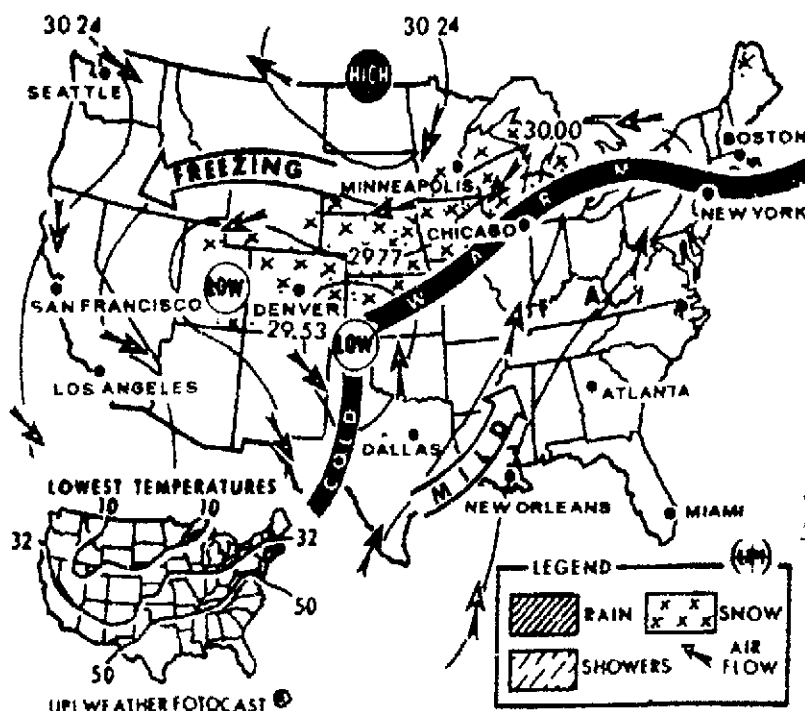 30 24
30 24
HIGH
SEATTLE
30.00
BOSTON
FREEZING
MINNEAPOLIS
NEW YORK
CHICAGO
WARM
29.77
LOW
SAN FRANCISCO
DENVER
29.53
LOW
LOS ANGELES
ATLANTA
COLD
DALLAS
MILD
NEW ORLEANS
MIAMI
LOWEST TEMPERATURES
10
10
32
32
50
50
LEGEND
RAIN
SNOW
SHOWERS
AIR
FLOW
UPI WEATHER FOTOCAST